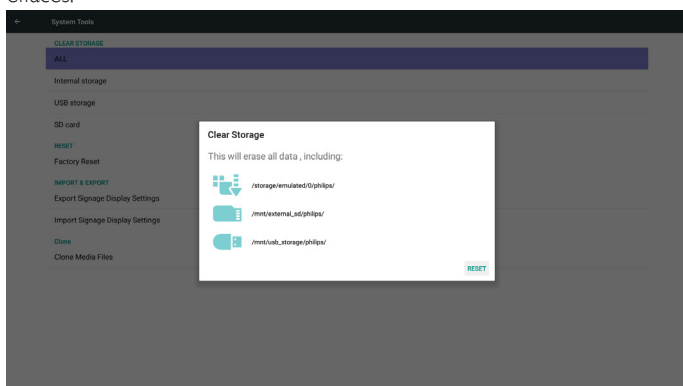 ← System Tools
CLEAR STORAGE
ALL
Internal storage
USB storage
SD card
RESET
Factory Reset
IMPORT & EXPORT
Export Signage Display Settings
Import Signage Display Settings
Clone
Clone Media Files
Clear Storage
This will erase all data , including:
/storage/emulated/0/philips/
/mnt/external_sd/philips/
/mnt/usb_storage/philips/
RESET